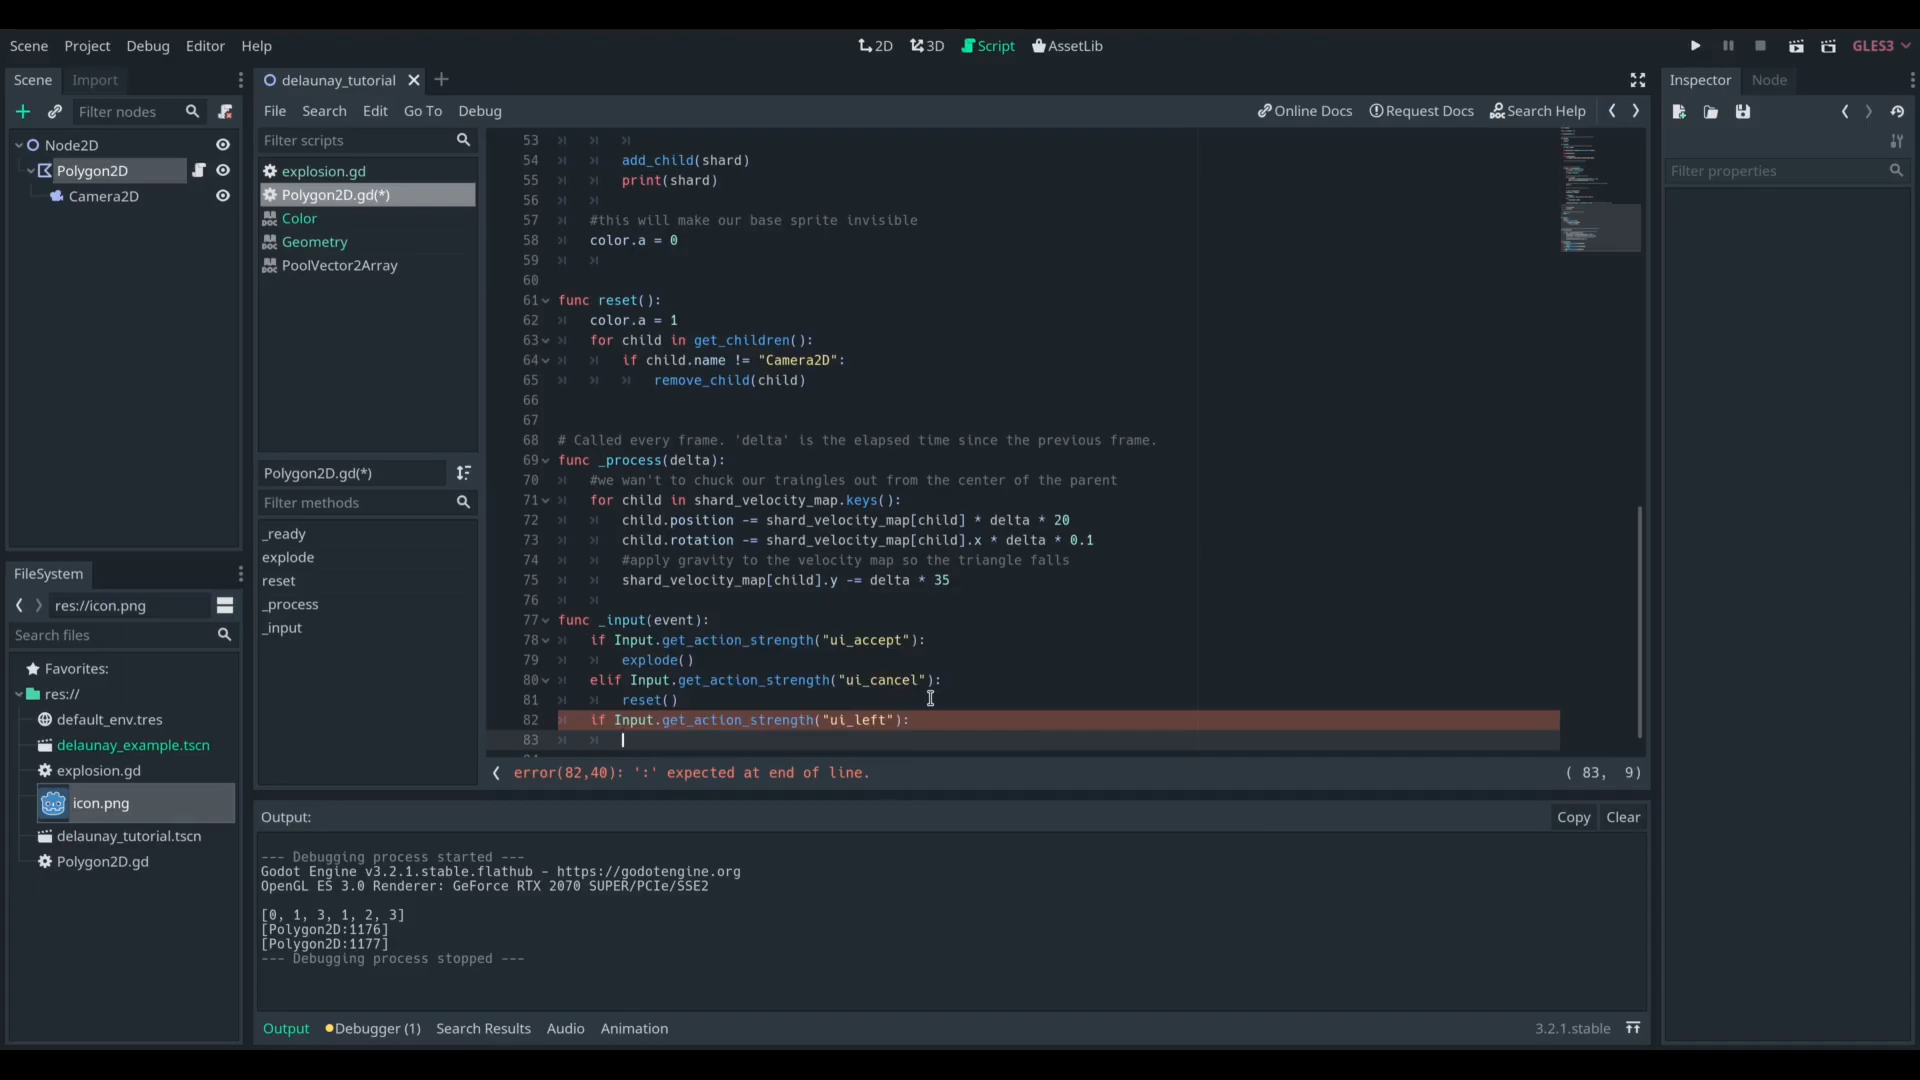 Scene Project Debug Editor Help
2D 3D Script AssetLib
GLES3
Scene Import
Filter nodes
Node2D
Polygon2D
Camera2D
FileSystem
res://icon.png
Search files
Favorites:
res://
default_env.tres
delaunay_example.tscn
explosion.gd
icon.png
delaunay_tutorial.tscn
Polygon2D.gd
delaunay_tutorial
File Search Edit Go To Debug
Online Docs Request Docs Search Help
Filter scripts
explosion.gd
Polygon2D.gd(*)
Color
Geometry
PoolVector2Array
Polygon2D.gd(*)
Filter methods
_ready
explode
reset
_process
_input
53
54 add_child(shard)
55 print(shard)
56
57 #this will make our base sprite invisible
58 color.a = 0
59
60
61 func reset():
62 color.a = 1
63 for child in get_children():
64 if child.name != "Camera2D":
65 remove_child(child)
66
67
68 # Called every frame. 'delta' is the elapsed time since the previous frame.
69 func _process(delta):
70 #we wan't to chuck our traingles out from the center of the parent
71 for child in shard_velocity_map.keys():
72 child.position -= shard_velocity_map[child] * delta * 20
73 child.rotation -= shard_velocity_map[child].x * delta * 0.1
74 #apply gravity to the velocity map so the triangle falls
75 shard_velocity_map[child].y -= delta * 35
76
77 func _input(event):
78 if Input.get_action_strength("ui_accept"):
79 explode()
80 elif Input.get_action_strength("ui_cancel"):
81 reset()
82 if Input.get_action_strength("ui_left"):
83
error(82,40): ':' expected at end of line.
( 83, 9)
Output:
Copy Clear
--- Debugging process started ---
Godot Engine v3.2.1.stable.flathub - https://godotengine.org
OpenGL ES 3.0 Renderer: GeForce RTX 2070 SUPER/PCIe/SSE2
[0, 1, 3, 1, 2, 3]
[Polygon2D:1176]
[Polygon2D:1177]
--- Debugging process stopped ---
Output Debugger (1) Search Results Audio Animation
3.2.1.stable
Inspector Node
Filter properties